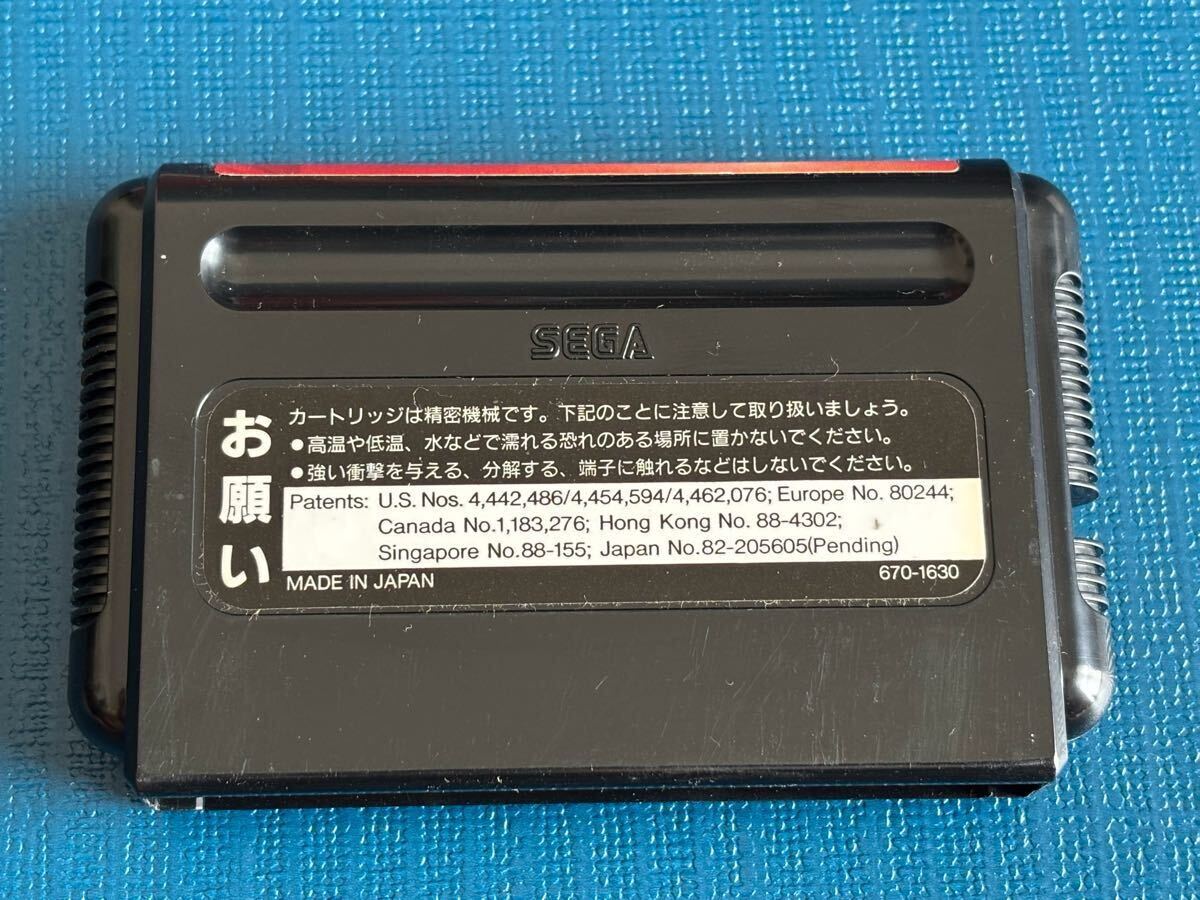 SEGA
お願い
カートリッジは精密機械です。下記のことに注意して取り扱いましょう。
●高温や低温、水などで濡れる恐れのある場所に置かないでください。
●強い衝撃を与える、分解する、端子に触れるなどはしないでください。
Patents: U.S. Nos. 4,442,486/4,454,594/4,462,076; Europe No. 80244;
Canada No.1,183,276; Hong Kong No. 88-4302;
Singapore No.88-155; Japan No.82-205605(Pending)
MADE IN JAPAN
670-1630